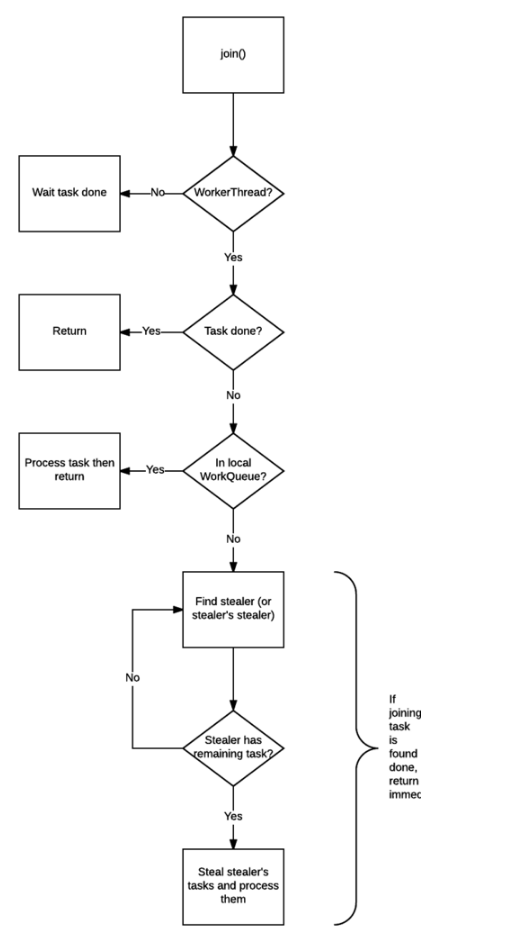 join()
WorkerThread?
No
Wait task done
Yes
Task done?
Yes
Return
No
In local
WorkQueue?
Yes
Process task then
return
No
Find stealer (or
stealer's stealer)
No
Stealer has
remaining task?
Yes
Steal stealer's
tasks and process
them
If
joining
task
is
found
done,
return